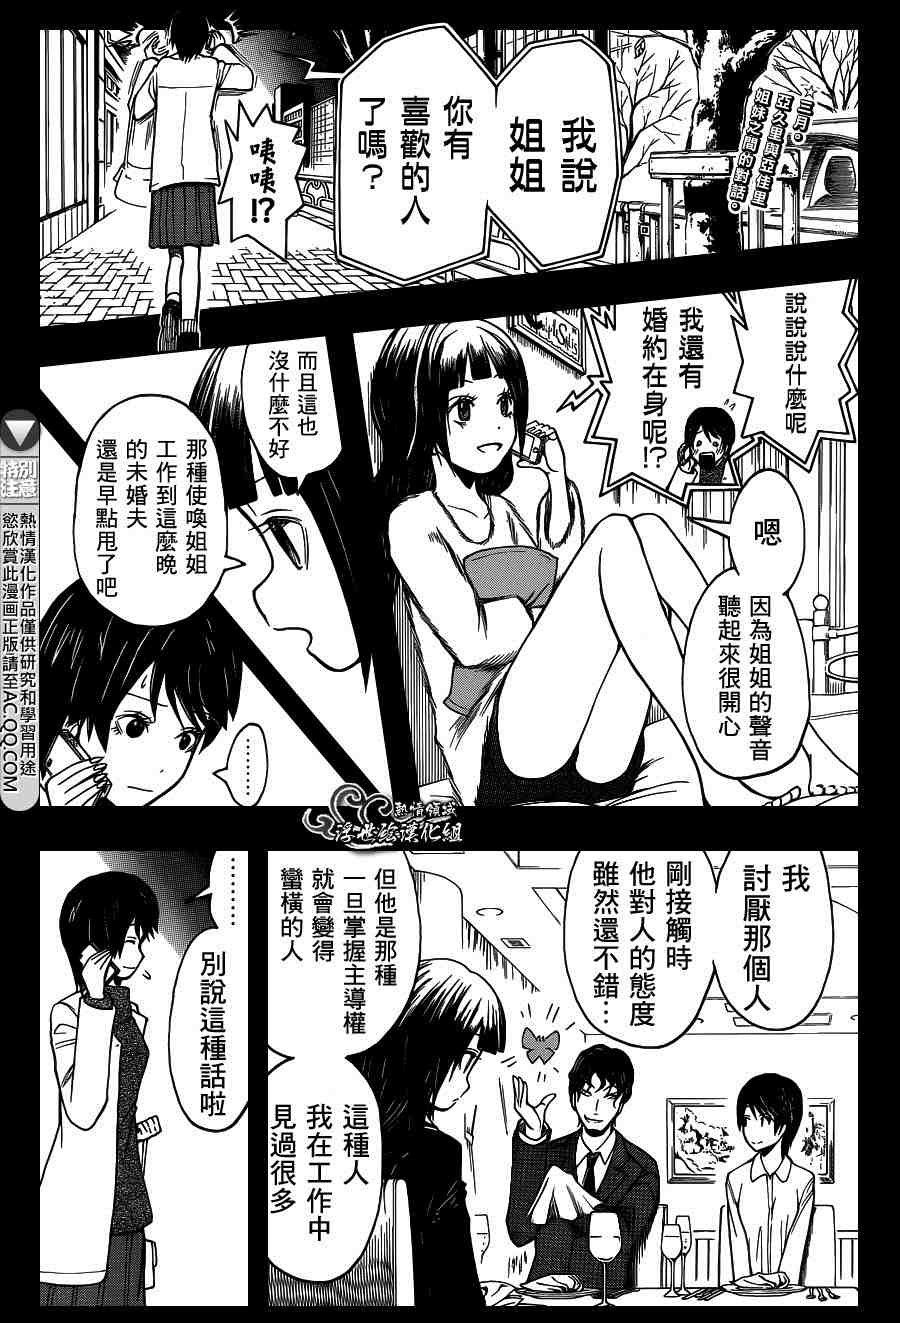 ☆三月。
亞久里與亞佳里
姐妹之間的對話。
我說
姐姐
你有
喜歡的人
了嗎？
咦咦!?
說說說什麼呢
我還有
婚約在身呢!?
嗯
因為姐姐的聲音
聽起來很開心
而且這也
沒什麼不好
那種使喚姐姐
工作到這麼晚
的未婚夫
還是早點甩了吧
………
我
討厭那個人
剛接觸時
他對人的態度
雖然還不錯…
但他是那種
一旦掌握主導權
就會變得
蠻橫的人
這種人
我在工作中
見過很多
………
別說這種話啦
特別
注意
熱情漢化作品僅供研究和學習用途
慾欣賞此漫画正版請至AC.QQ.COM
熱情領域
漢化組